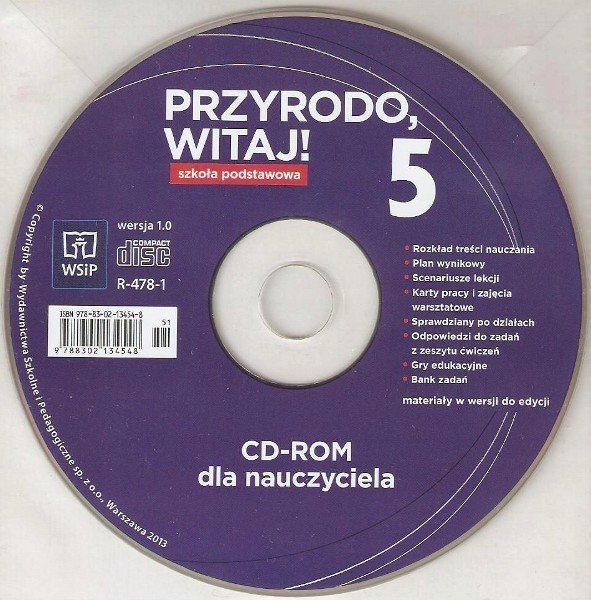 PRZYRODO,
WITAJ!
szkoła podstawowa
5
WSiP
wersja 1.0
COMPACT
disc
R-478-1
ISBN 978-83-02-13454-8
51
9 788302 134548
• Rozkład treści nauczania
• Plan wynikowy
• Scenariusze lekcji
• Karty pracy i zajęcia
warsztatowe
• Sprawdziany po działach
• Odpowiedzi do zadań
z zeszytu ćwiczeń
• Gry edukacyjne
• Bank zadań
materiały w wersji do edycji
CD-ROM
dla nauczyciela
© Copyright by Wydawnictwa Szkolne i Pedagogiczne sp. z o.o., Warszawa 2013